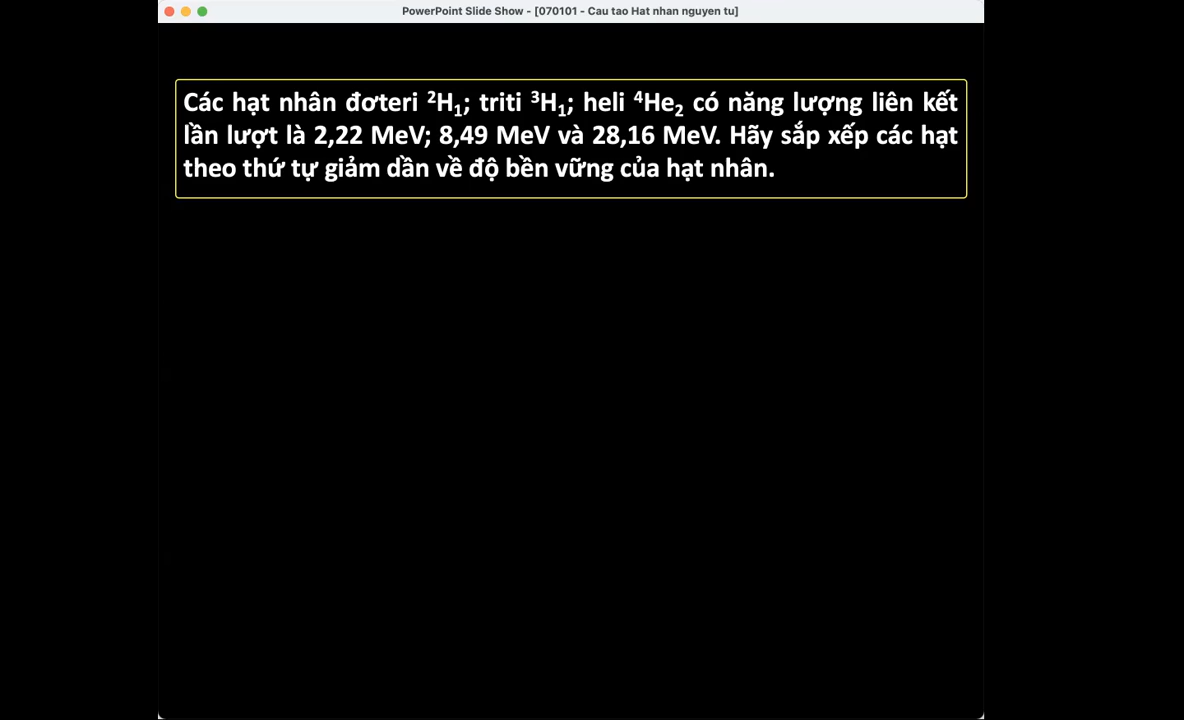 PowerPoint Slide Show - [070101 - Cau tao Hat nhan nguyen tu]
Các hạt nhân đơteri ²H₁; triti ³H₁; heli ⁴He₂ có năng lượng liên kết
lần lượt là 2,22 MeV; 8,49 MeV và 28,16 MeV. Hãy sắp xếp các hạt
theo thứ tự giảm dần về độ bền vững của hạt nhân.